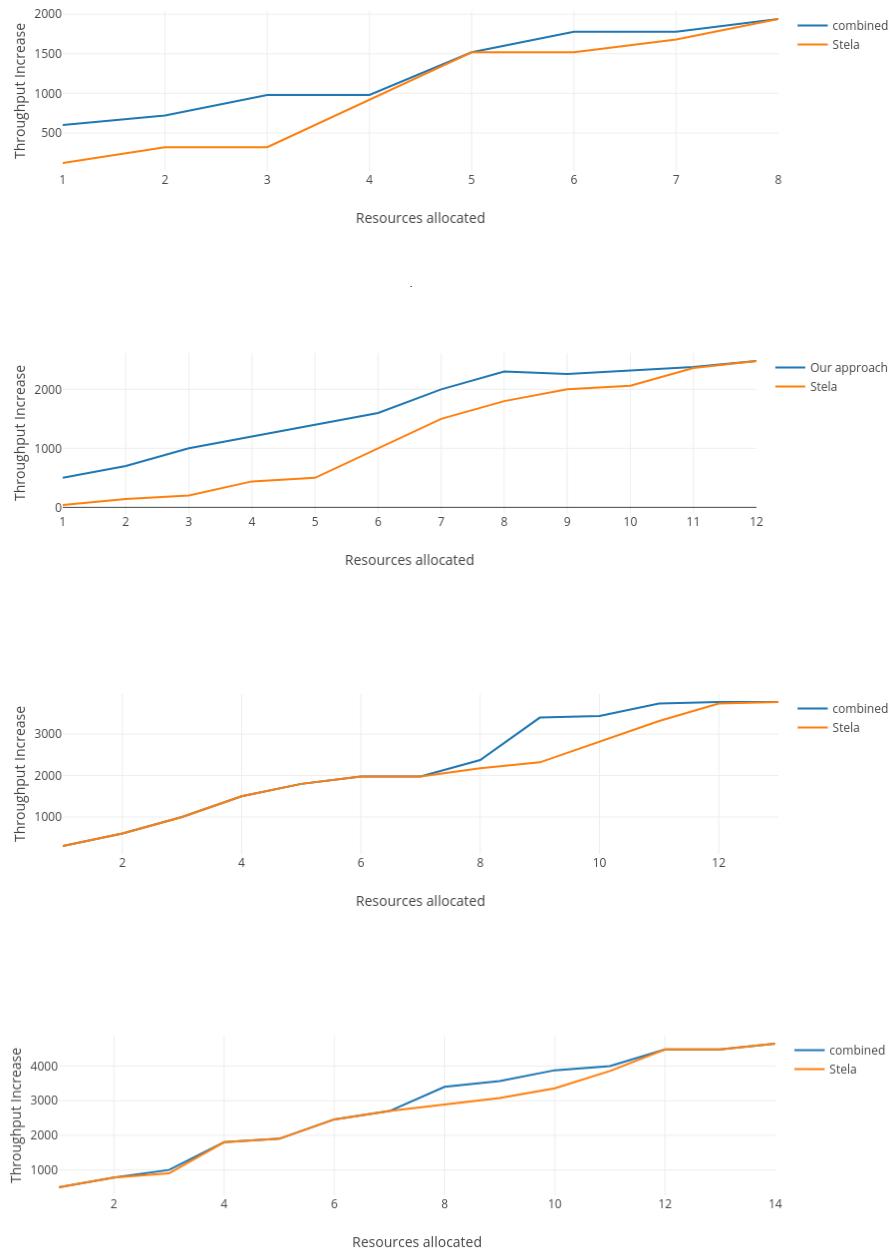 Throughput Increase
2000
1500
1000
500
1 2 3 4 5 6 7 8
Resources allocated
combined
Stela
.
Throughput Increase
2000
1000
0
1 2 3 4 5 6 7 8 9 10 11 12
Resources allocated
Our approach
Stela
Throughput Increase
3000
2000
1000
2 4 6 8 10 12
Resources allocated
combined
Stela
Throughput Increase
4000
3000
2000
1000
2 4 6 8 10 12 14
Resources allocated
combined
Stela